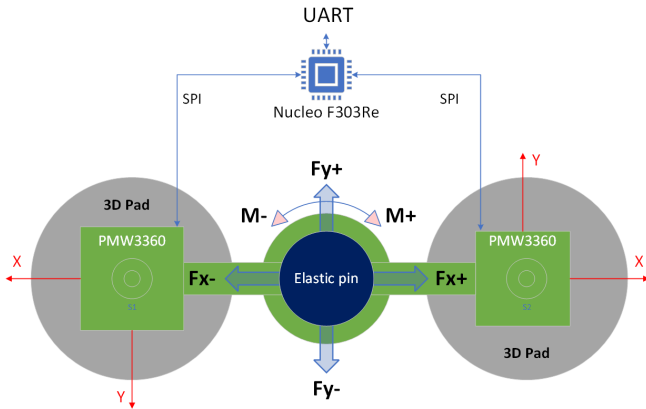 UART
SPI
SPI
Nucleo F303Re
Fy+
Y
3D Pad
M-
M+
PMW3360
PMW3360
X
Fx-
Elastic pin
Fx+
X
S1
S2
3D Pad
Y
Fy-